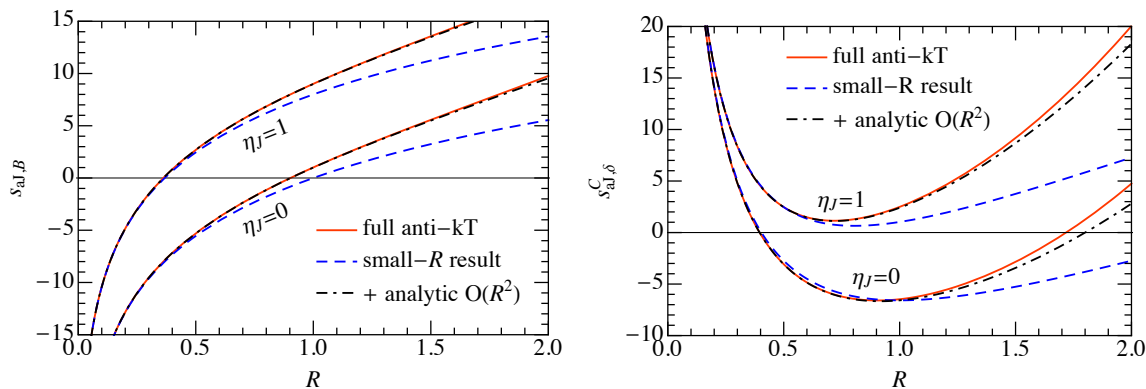 15
10
5
0
−5
−10
−15
s_{aJ,B}
η_J=1
η_J=0
full anti−kT
small−R result
+ analytic O(R²)
0.0 0.5 1.0 1.5 2.0
R
20
15
10
5
0
−5
−10
s^C_{aJ,δ}
full anti−kT
small−R result
+ analytic O(R²)
η_J=1
η_J=0
0.0 0.5 1.0 1.5 2.0
R